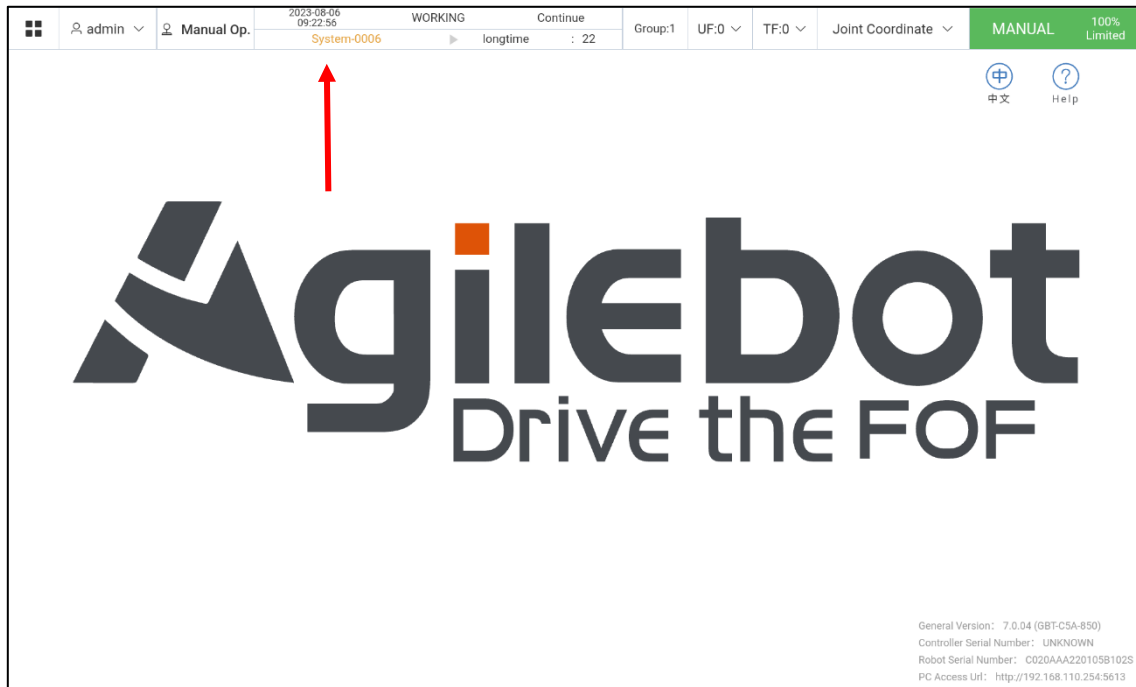 admin
Manual Op.
2023-08-06
09:22:56
WORKING
Continue
System-0006
longtime : 22
Group:1
UF:0
TF:0
Joint Coordinate
MANUAL
100%
Limited
中
?
中文
Help
Agilebot
Drive the FOF
General Version: 7.0.04 (GBT-C5A-850)
Controller Serial Number: UNKNOWN
Robot Serial Number: C020AAA220105B102S
PC Access Url: http://192.168.110.254:5613